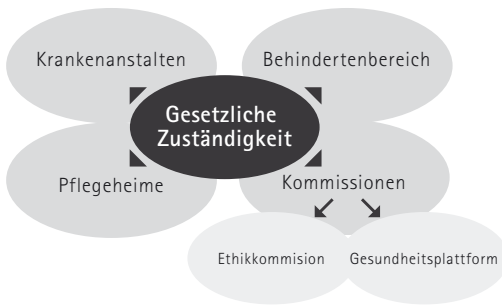 Krankenanstalten
Behindertenbereich
Gesetzliche
Zuständigkeit
Pflegeheime
Kommissionen
Ethikkommision
Gesundheitsplattform